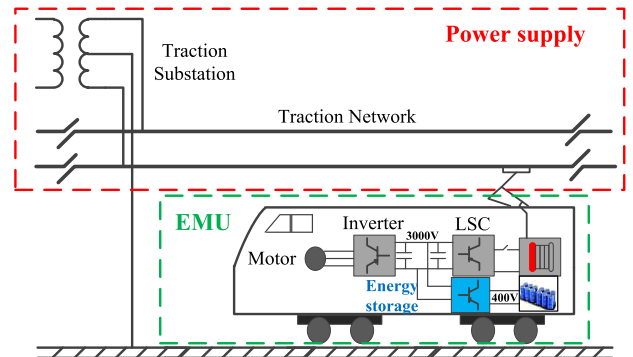 Power supply
Traction
Substation
Traction Network
EMU
Inverter
3000V
LSC
Motor
Energy
storage
400V